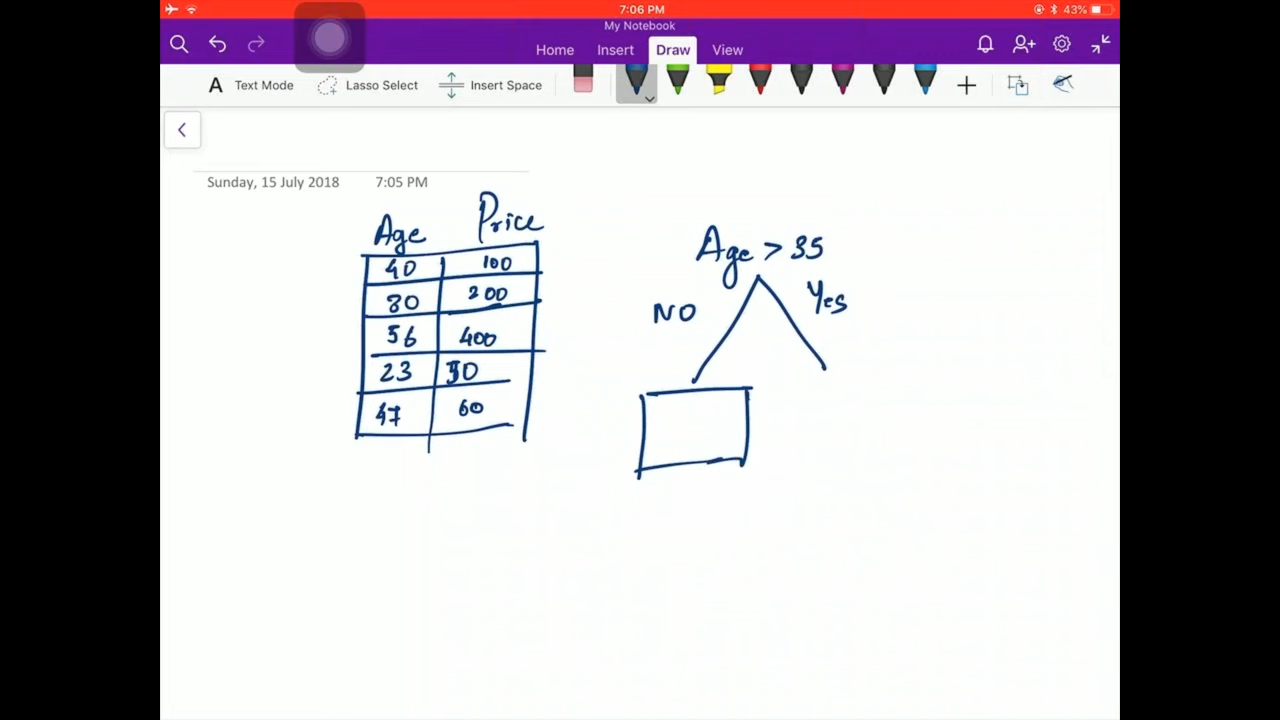 7:06 PM
43%
My Notebook
Home Insert Draw View
Text Mode Lasso Select Insert Space
Sunday, 15 July 2018 7:05 PM
Age Price
40 100
80 200
56 400
23 50
47 60
Age > 35
NO Yes